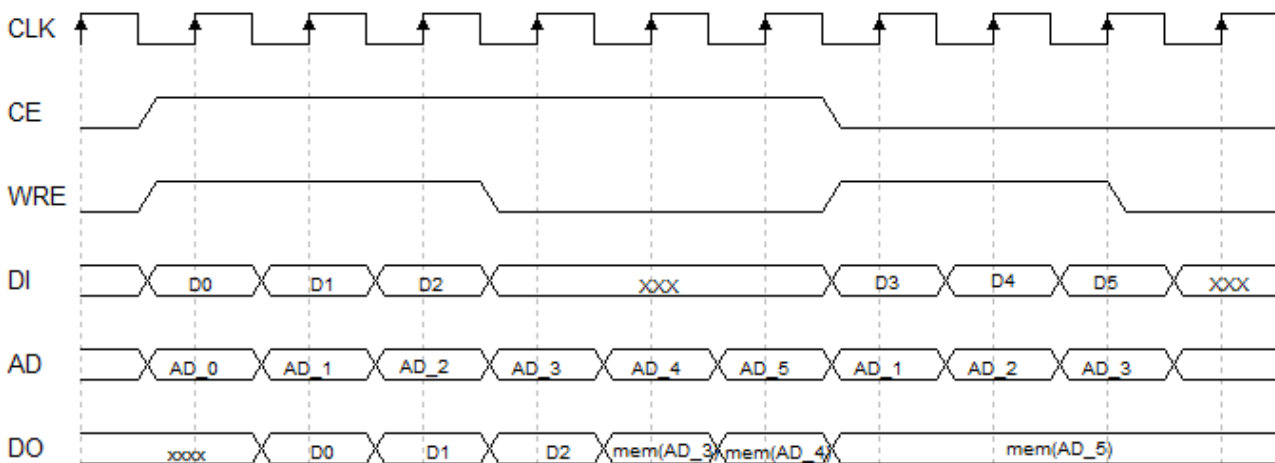 CLK
CE
WRE
DI D0 D1 D2 XXX D3 D4 D5 XXX
AD AD_0 AD_1 AD_2 AD_3 AD_4 AD_5 AD_1 AD_2 AD_3
DO xxxx D0 D1 D2 mem(AD_3) mem(AD_4) mem(AD_5)